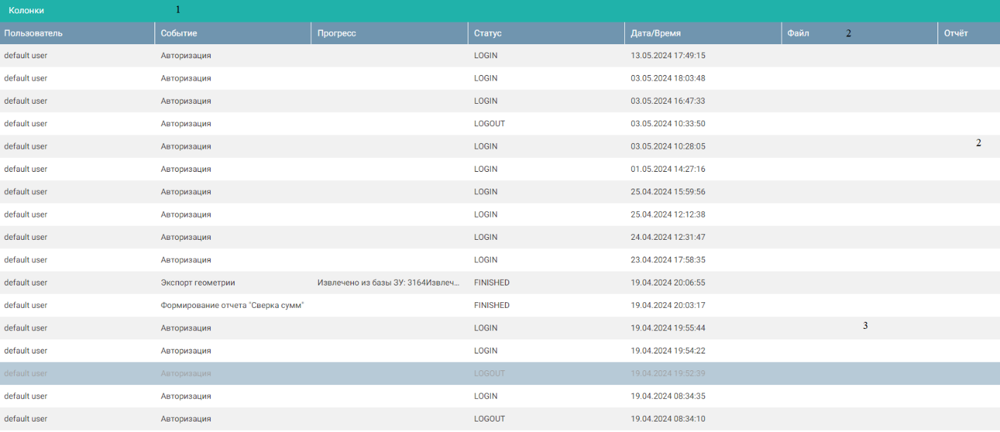 Колонки 1
Пользователь Событие Прогресс Статус Дата/Время Файл 2 Отчёт
default user Авторизация LOGIN 13.05.2024 17:49:15
default user Авторизация LOGIN 03.05.2024 18:03:48
default user Авторизация LOGIN 03.05.2024 16:47:33
default user Авторизация LOGOUT 03.05.2024 10:33:50
default user Авторизация LOGIN 03.05.2024 10:28:05 2
default user Авторизация LOGIN 01.05.2024 14:27:16
default user Авторизация LOGIN 25.04.2024 15:59:56
default user Авторизация LOGIN 25.04.2024 12:12:38
default user Авторизация LOGIN 24.04.2024 12:31:47
default user Авторизация LOGIN 23.04.2024 17:58:35
default user Экспорт геометрии Извлечено из базы ЗУ: 3164Извлеч... FINISHED 19.04.2024 20:06:55
default user Формирование отчета "Сверка сумм" FINISHED 19.04.2024 20:03:17
default user Авторизация LOGIN 19.04.2024 19:55:44 3
default user Авторизация LOGIN 19.04.2024 19:54:22
default user Авторизация LOGOUT 19.04.2024 19:52:39
default user Авторизация LOGIN 19.04.2024 08:34:35
default user Авторизация LOGOUT 19.04.2024 08:34:10